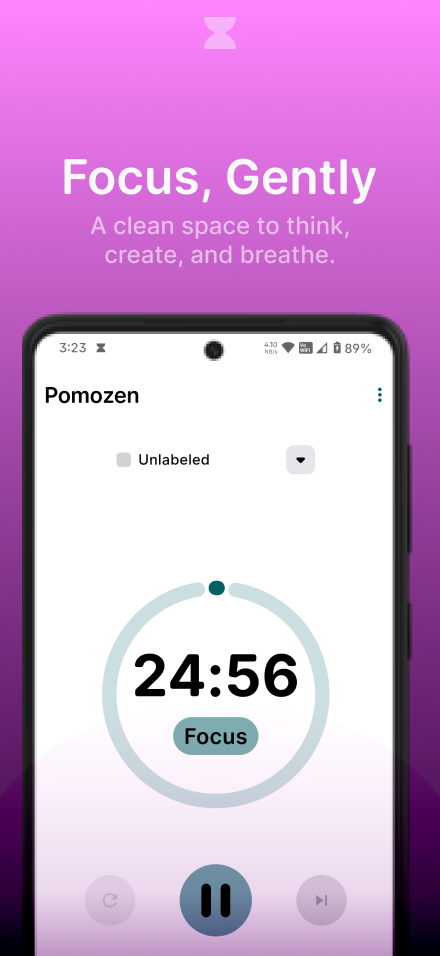 Focus, Gently
A clean space to think,
create, and breathe.
3:23
4.10
KB/s
Vo
WiFi
89%
Pomozen
Unlabeled
24:56
Focus